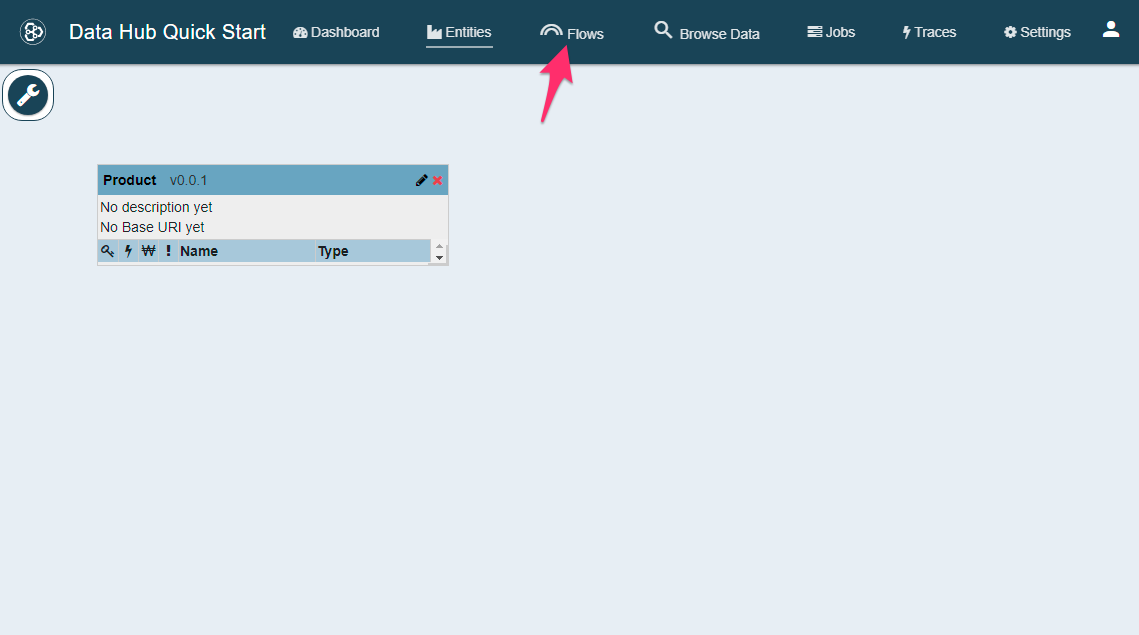 Data Hub Quick Start Dashboard Entities Flows Browse Data Jobs Traces Settings
Product v0.0.1
No description yet
No Base URI yet
! Name Type